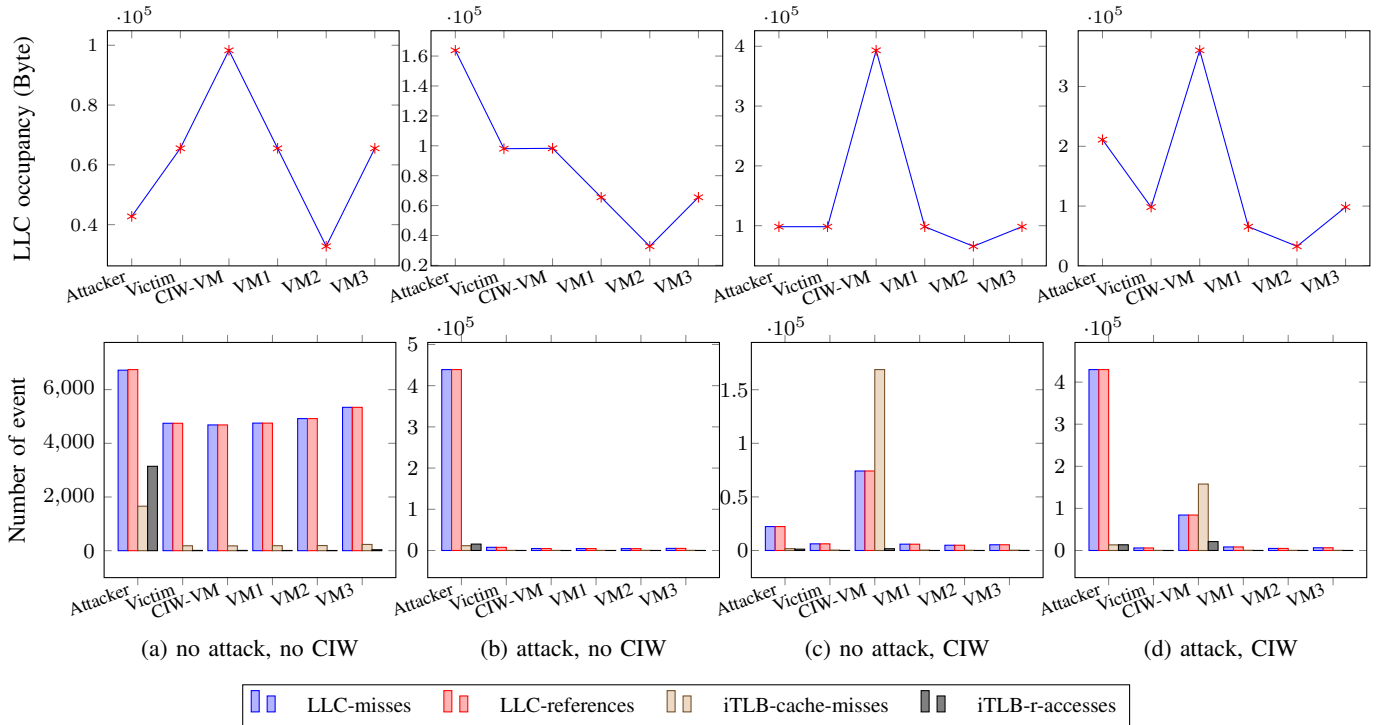 ·10^5 ·10^5 ·10^5 ·10^5
LLC occupancy (Byte)
1
0.8
0.6
0.4
Attacker Victim CIW-VM VM1 VM2 VM3
1.6
1.4
1.2
1
0.8
0.6
0.4
0.2
Attacker Victim CIW-VM VM1 VM2 VM3
4
3
2
1
Attacker Victim CIW-VM VM1 VM2 VM3
3
2
1
0
Attacker Victim CIW-VM VM1 VM2 VM3
·10^5 ·10^5 ·10^5
Number of event
6,000
4,000
2,000
0
Attacker Victim CIW-VM VM1 VM2 VM3
5
4
3
2
1
0
Attacker Victim CIW-VM VM1 VM2 VM3
1.5
1
0.5
0
Attacker Victim CIW-VM VM1 VM2 VM3
4
3
2
1
0
Attacker Victim CIW-VM VM1 VM2 VM3
(a) no attack, no CIW (b) attack, no CIW (c) no attack, CIW (d) attack, CIW
LLC-misses LLC-references iTLB-cache-misses iTLB-r-accesses